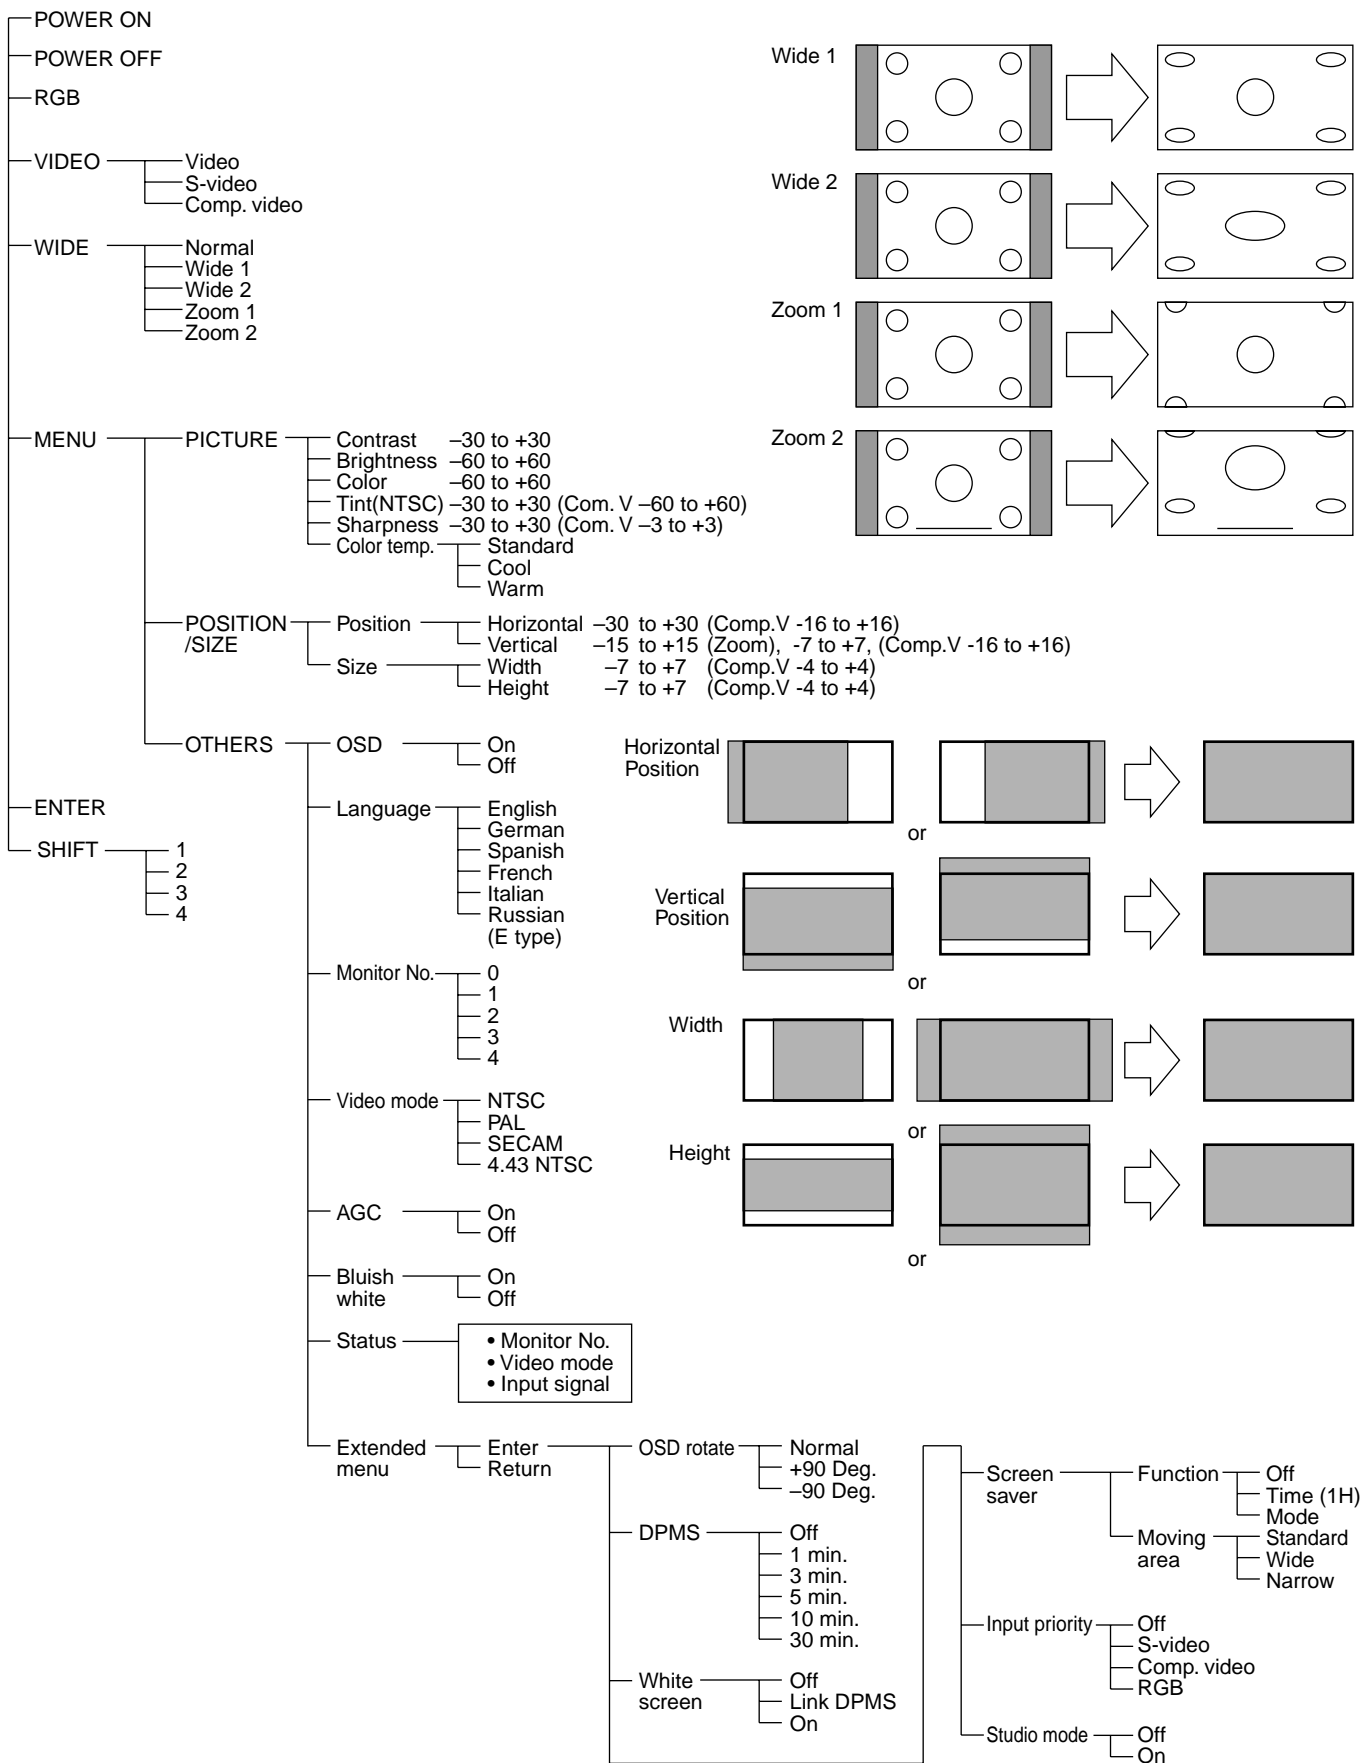 POWER ON
POWER OFF
RGB
VIDEO
Video
S-video
Comp. video
WIDE
Normal
Wide 1
Wide 2
Zoom 1
Zoom 2
Wide 1
Wide 2
Zoom 1
Zoom 2
MENU
PICTURE
Contrast –30 to +30
Brightness –60 to +60
Color –60 to +60
Tint(NTSC) –30 to +30 (Com. V –60 to +60)
Sharpness –30 to +30 (Com. V –3 to +3)
Color temp.
Standard
Cool
Warm
POSITION
/SIZE
Position
Horizontal –30 to +30 (Comp.V -16 to +16)
Vertical –15 to +15 (Zoom), -7 to +7, (Comp.V -16 to +16)
Size
Width –7 to +7 (Comp.V -4 to +4)
Height –7 to +7 (Comp.V -4 to +4)
OTHERS
OSD
On
Off
Language
English
German
Spanish
French
Italian
Russian
(E type)
Monitor No.
0
1
2
3
4
Video mode
NTSC
PAL
SECAM
4.43 NTSC
AGC
On
Off
Bluish
white
On
Off
Status
• Monitor No.
• Video mode
• Input signal
Extended
menu
Enter
Return
ENTER
SHIFT
1
2
3
4
Horizontal
Position
or
Vertical
Position
or
Width
or
Height
or
OSD rotate
Normal
+90 Deg.
–90 Deg.
DPMS
Off
1 min.
3 min.
5 min.
10 min.
30 min.
White
screen
Off
Link DPMS
On
Screen
saver
Function
Off
Time (1H)
Mode
Moving
area
Standard
Wide
Narrow
Input priority
Off
S-video
Comp. video
RGB
Studio mode
Off
On